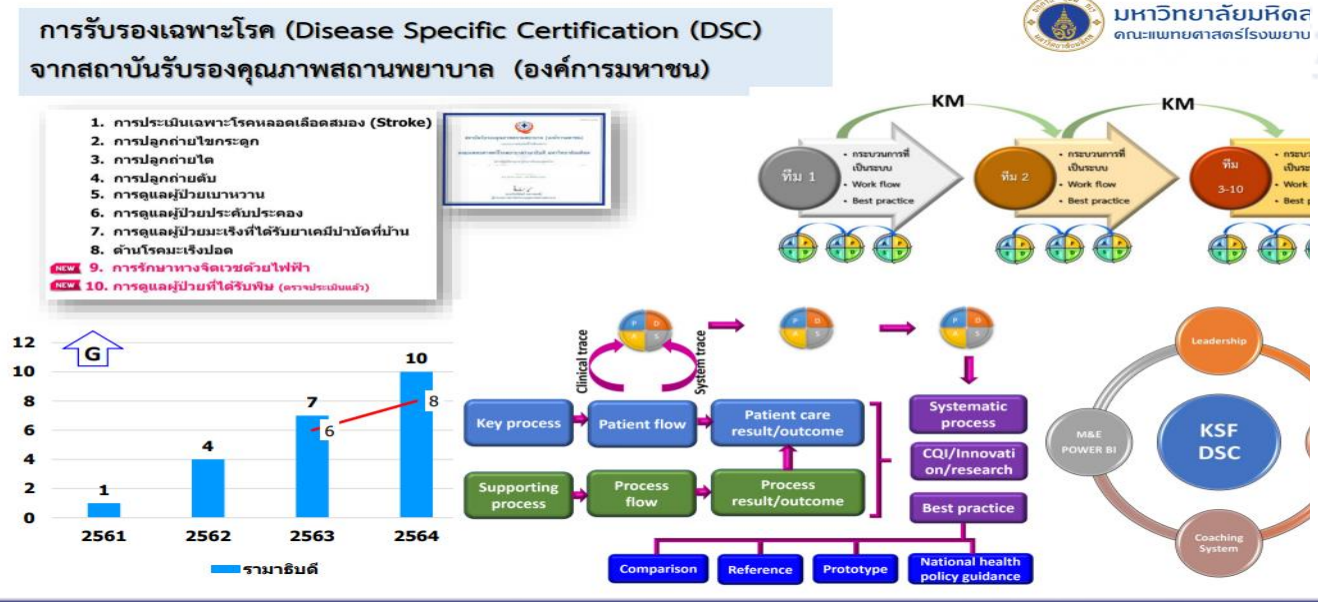 การรับรองเฉพาะโรค (Disease Specific Certification (DSC)
จากสถาบันรับรองคุณภาพสถานพยาบาล (องค์การมหาชน)
มหาวิทยาลัยมหิดล
คณะแพทยศาสตร์โรงพยาบา
1. การประเมินเฉพาะโรคหลอดเลือดสมอง (Stroke)
2. การปลูกถ่ายไขกระดูก
3. การปลูกถ่ายไต
4. การปลูกถ่ายตับ
5. การดูแลผู้ป่วยเบาหวาน
6. การดูแลผู้ป่วยประคับประคอง
7. การดูแลผู้ป่วยมะเร็งที่ได้รับยาเคมีบำบัดที่บ้าน
8. ด้านโรคมะเร็งปอด
NEW 9. การรักษาทางจิตเวชด้วยไฟฟ้า
NEW 10. การดูแลผู้ป่วยที่ได้รับพิษ (ตรวจประเมินแล้ว)
KM
KM
ทีม 1
• กระบวนการที่
เป็นระบบ
• Work flow
• Best practice
ทีม 2
• กระบวนการที่
เป็นระบบ
• Work flow
• Best practice
ทีม
3-10
• กระบว
เป็นระ
• Work
• Best p
12
10
8
6
4
2
0
G
1
4
7
10
6
8
2561
2562
2563
2564
รามาธิบดี
Clinical trace
System trace
P D
A S
P D
A S
P D
A S
Key process
Patient flow
Patient care
result/outcome
Supporting
process
Process
flow
Process
result/outcome
Systematic
process
CQI/Innovati
on/research
Best practice
Comparison
Reference
Prototype
National health
policy guidance
Leadership
M&E
POWER BI
KSF
DSC
Coaching
System